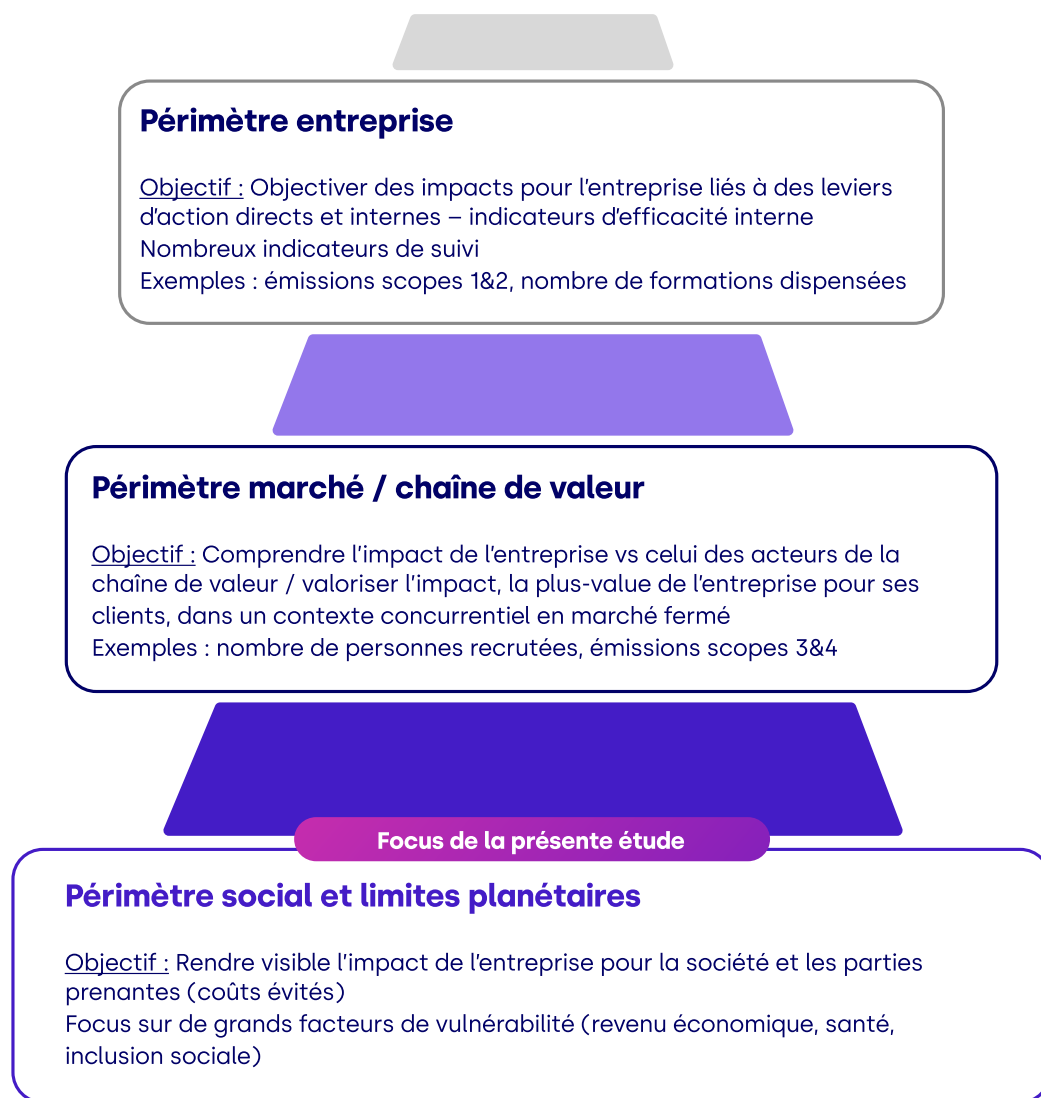 Périmètre entreprise
Objectif : Objectiver des impacts pour l'entreprise liés à des leviers
d'action directs et internes – indicateurs d'efficacité interne
Nombreux indicateurs de suivi
Exemples : émissions scopes 1&2, nombre de formations dispensées
Périmètre marché / chaîne de valeur
Objectif : Comprendre l'impact de l'entreprise vs celui des acteurs de la
chaîne de valeur / valoriser l'impact, la plus-value de l'entreprise pour ses
clients, dans un contexte concurrentiel en marché fermé
Exemples : nombre de personnes recrutées, émissions scopes 3&4
Focus de la présente étude
Périmètre social et limites planétaires
Objectif : Rendre visible l'impact de l'entreprise pour la société et les parties
prenantes (coûts évités)
Focus sur de grands facteurs de vulnérabilité (revenu économique, santé,
inclusion sociale)